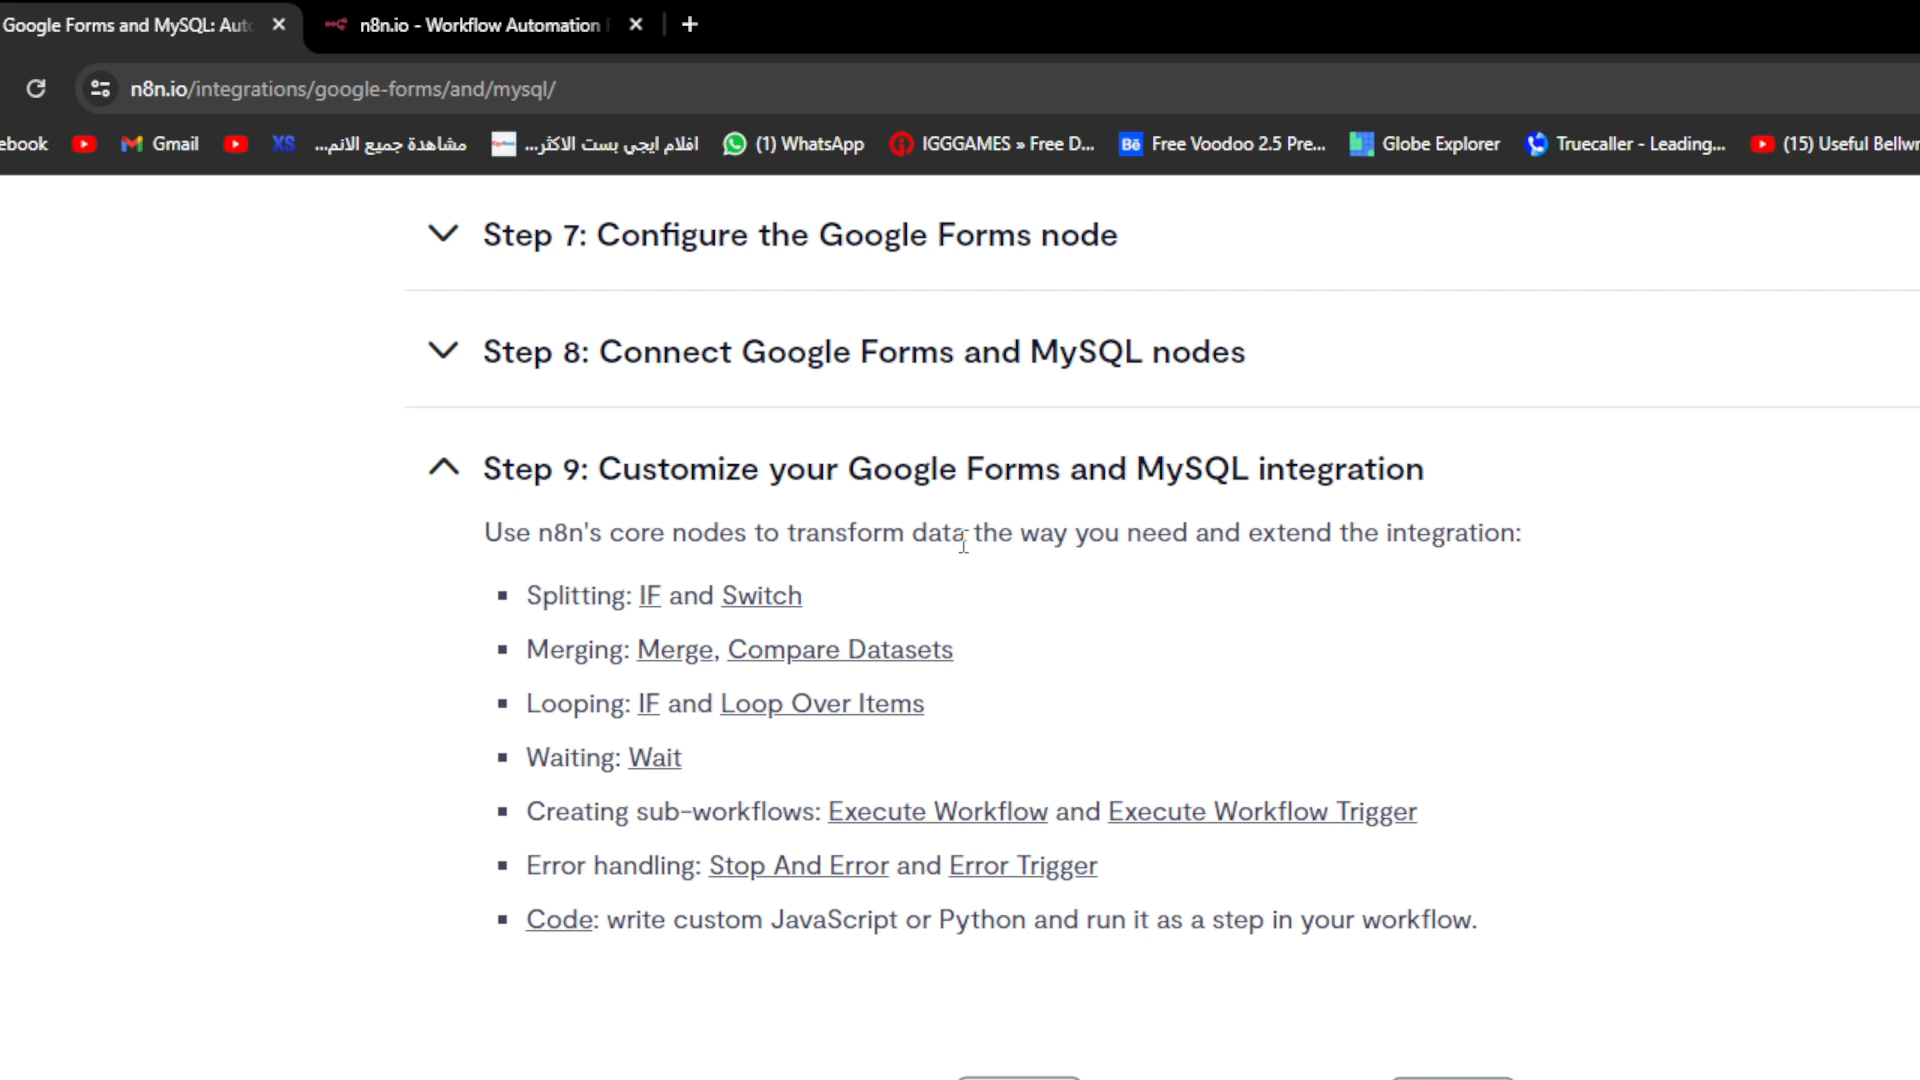 Google Forms and MySQL: Aut
n8n.io - Workflow Automation
n8n.io/integrations/google-forms/and/mysql/
ebook
Gmail
XS
مشاهدة جميع الانم...
افلام ايجي بست الاكثر...
(1) WhatsApp
IGGGAMES » Free D...
Bē
Free Voodoo 2.5 Pre...
Globe Explorer
Truecaller - Leading...
(15) Useful Bellwr
Step 7: Configure the Google Forms node
Step 8: Connect Google Forms and MySQL nodes
Step 9: Customize your Google Forms and MySQL integration
Use n8n's core nodes to transform data the way you need and extend the integration:
▪ Splitting: IF and Switch
▪ Merging: Merge, Compare Datasets
▪ Looping: IF and Loop Over Items
▪ Waiting: Wait
▪ Creating sub-workflows: Execute Workflow and Execute Workflow Trigger
▪ Error handling: Stop And Error and Error Trigger
▪ Code: write custom JavaScript or Python and run it as a step in your workflow.